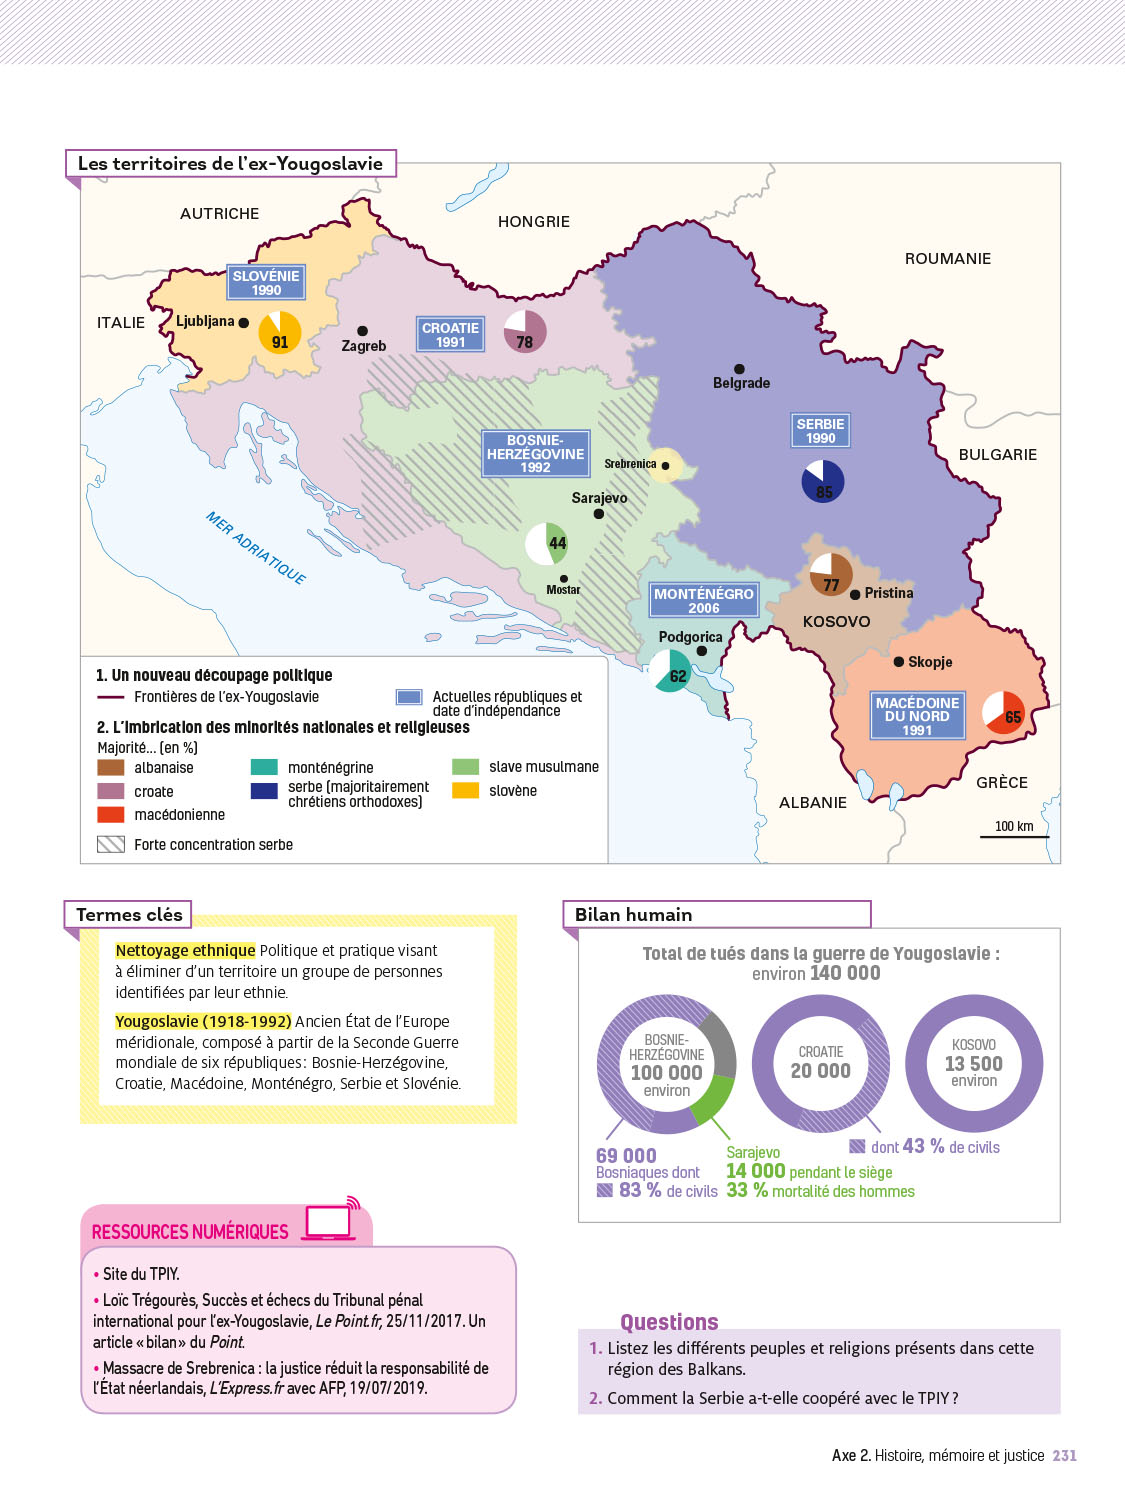 Les territoires de l'ex-Yougoslavie
AUTRICHE
HONGRIE
ROUMANIE
SLOVÉNIE
1990
ITALIE
Ljubljana
91
Zagreb
CROATIE
1991
78
Belgrade
SERBIE
1990
85
BULGARIE
BOSNIE-
HERZÉGOVINE
1992
Srebrenica
Sarajevo
MER ADRIATIQUE
44
Mostar
77
Pristina
KOSOVO
MONTÉNÉGRO
2006
Podgorica
62
Skopje
MACÉDOINE
DU NORD
1991
65
GRÈCE
ALBANIE
100 km
1. Un nouveau découpage politique
Frontières de l'ex-Yougoslavie
Actuelles républiques et
date d'indépendance
2. L'imbrication des minorités nationales et religieuses
Majorité... (en %)
albanaise
croate
macédonienne
monténégrine
serbe (majoritairement
chrétiens orthodoxes)
slave musulmane
slovène
Forte concentration serbe
Termes clés
Nettoyage ethnique Politique et pratique visant
à éliminer d'un territoire un groupe de personnes
identifiées par leur ethnie.
Yougoslavie (1918-1992) Ancien État de l'Europe
méridionale, composé à partir de la Seconde Guerre
mondiale de six républiques : Bosnie-Herzégovine,
Croatie, Macédoine, Monténégro, Serbie et Slovénie.
Bilan humain
Total de tués dans la guerre de Yougoslavie :
environ 140 000
BOSNIE-
HERZÉGOVINE
100 000
environ
CROATIE
20 000
KOSOVO
13 500
environ
69 000
Bosniaques dont
83 % de civils
Sarajevo
14 000 pendant le siège
33 % mortalité des hommes
dont 43 % de civils
RESSOURCES NUMÉRIQUES
• Site du TPIY.
• Loïc Trégourès, Succès et échecs du Tribunal pénal
international pour l'ex-Yougoslavie, Le Point.fr, 25/11/2017. Un
article « bilan » du Point.
• Massacre de Srebrenica : la justice réduit la responsabilité de
l'État néerlandais, L'Express.fr avec AFP, 19/07/2019.
Questions
1. Listez les différents peuples et religions présents dans cette
région des Balkans.
2. Comment la Serbie a-t-elle coopéré avec le TPIY ?
Axe 2. Histoire, mémoire et justice 231